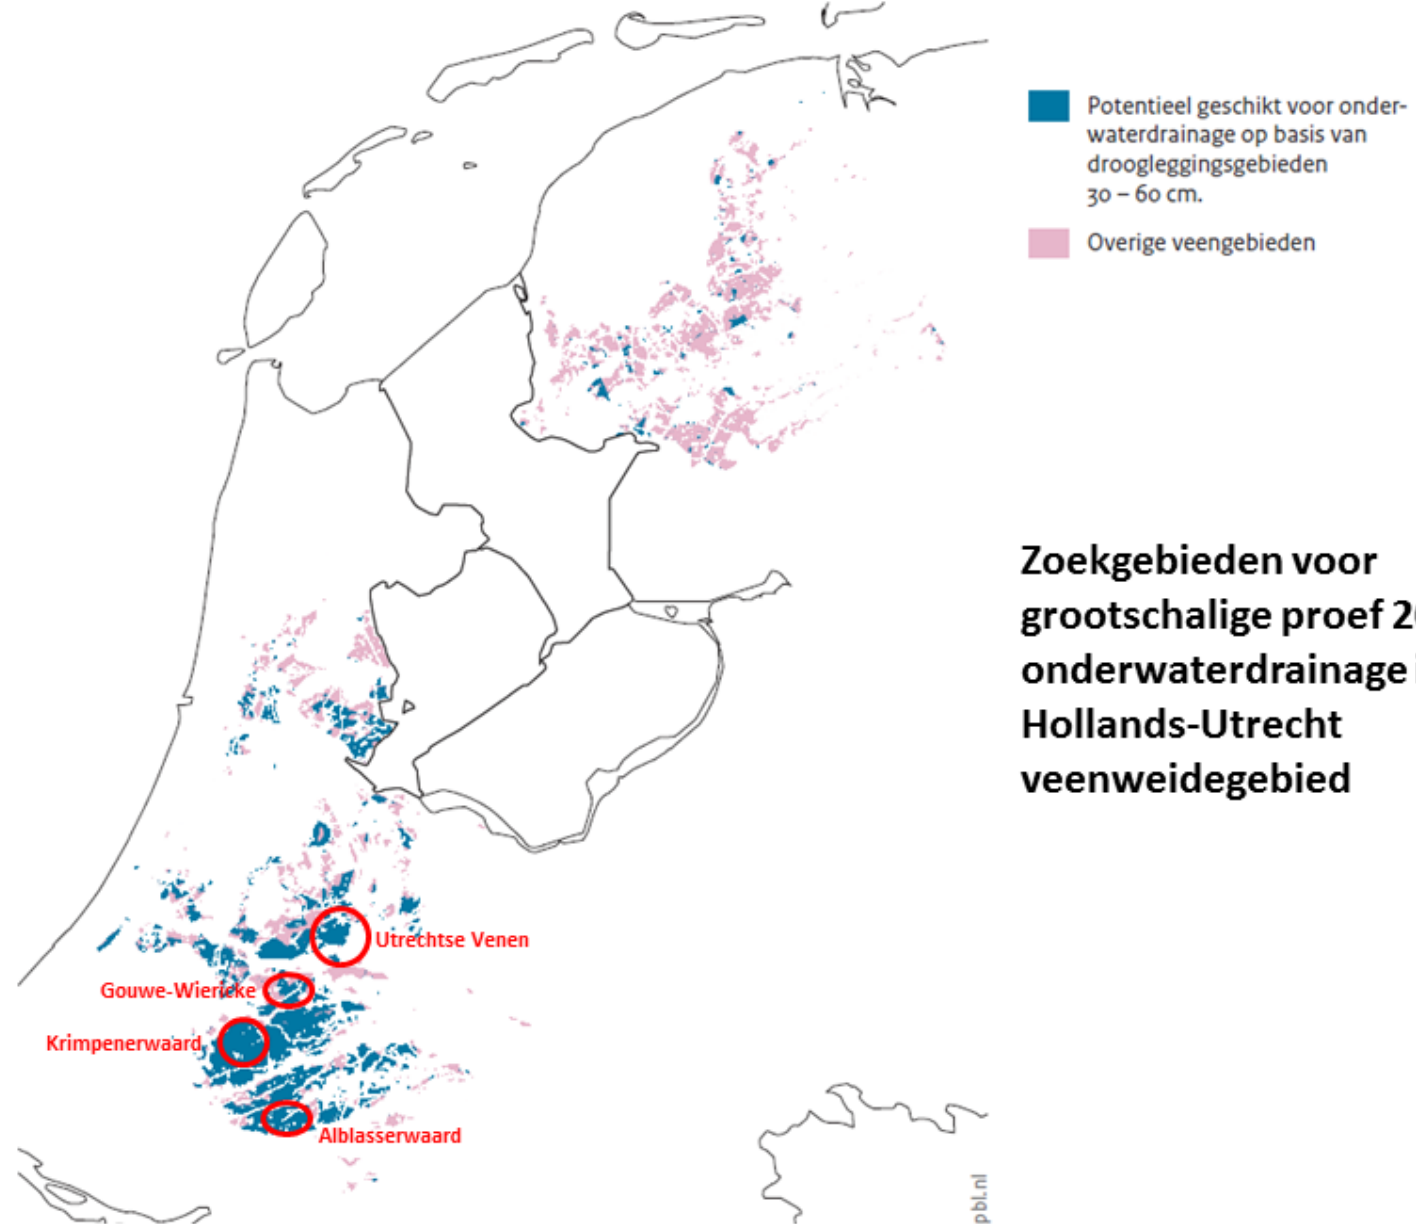 Potentieel geschikt voor onder-
waterdrainage op basis van
droogleggingsgebieden
30 – 60 cm.
Overige veengebieden
Zoekgebieden voor
grootschalige proef
onderwaterdrainage
Hollands-Utrecht
veenweidegebied
Utrechtse Venen
Gouwe-Wiericke
Krimpenerwaard
Alblasserwaard
pbl.nl